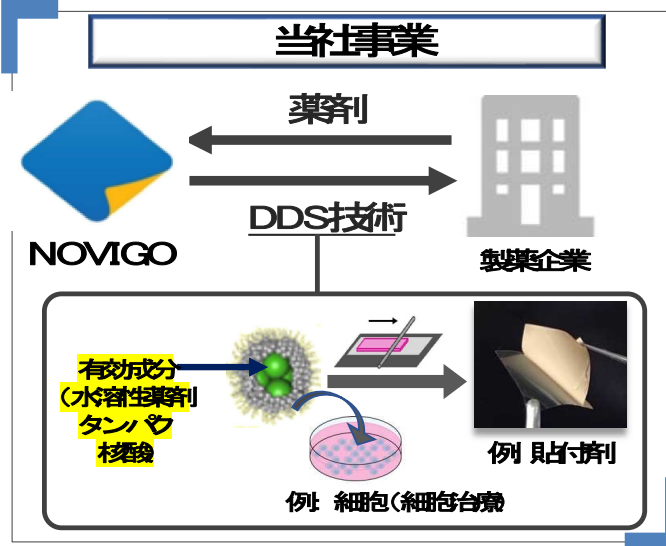 当社事業
薬剤
DDS技術
NOVIGO
製薬企業
有効成分
(水溶性薬剤
タンパク
核酸)
例: 貼付剤
例: 細胞(細胞治療)